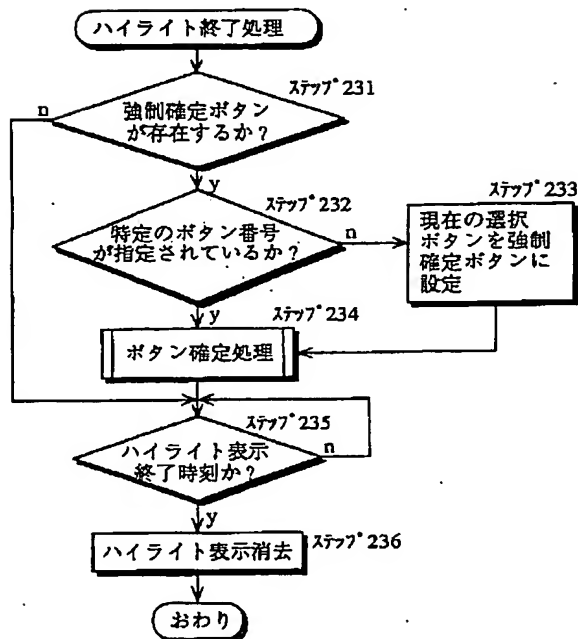 ハイライト終了処理
ステップ231
強制確定ボタン
が存在するか？
n
y
ステップ232
特定のボタン番号
が指定されているか？
n
y
ステップ233
現在の選択
ボタンを強制
確定ボタンに
設定
ステップ234
ボタン確定処理
ステップ235
ハイライト表示
終了時刻か？
n
y
ステップ236
ハイライト表示消去
おわり